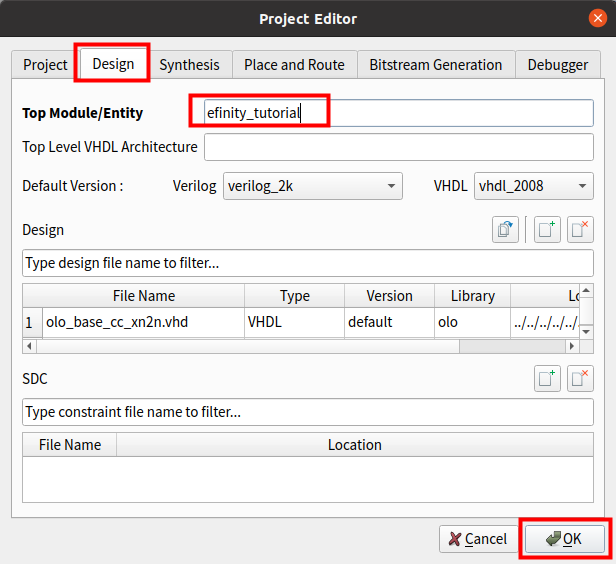 Project Editor
Project Design Synthesis Place and Route Bitstream Generation Debugger
Top Module/Entity efinity_tutorial
Top Level VHDL Architecture
Default Version : Verilog verilog_2k VHDL vhdl_2008
Design
Type design file name to filter...
File Name Type Version Library
1 olo_base_cc_xn2n.vhd VHDL default olo ../../../../../
SDC
Type constraint file name to filter...
File Name Location
Cancel OK